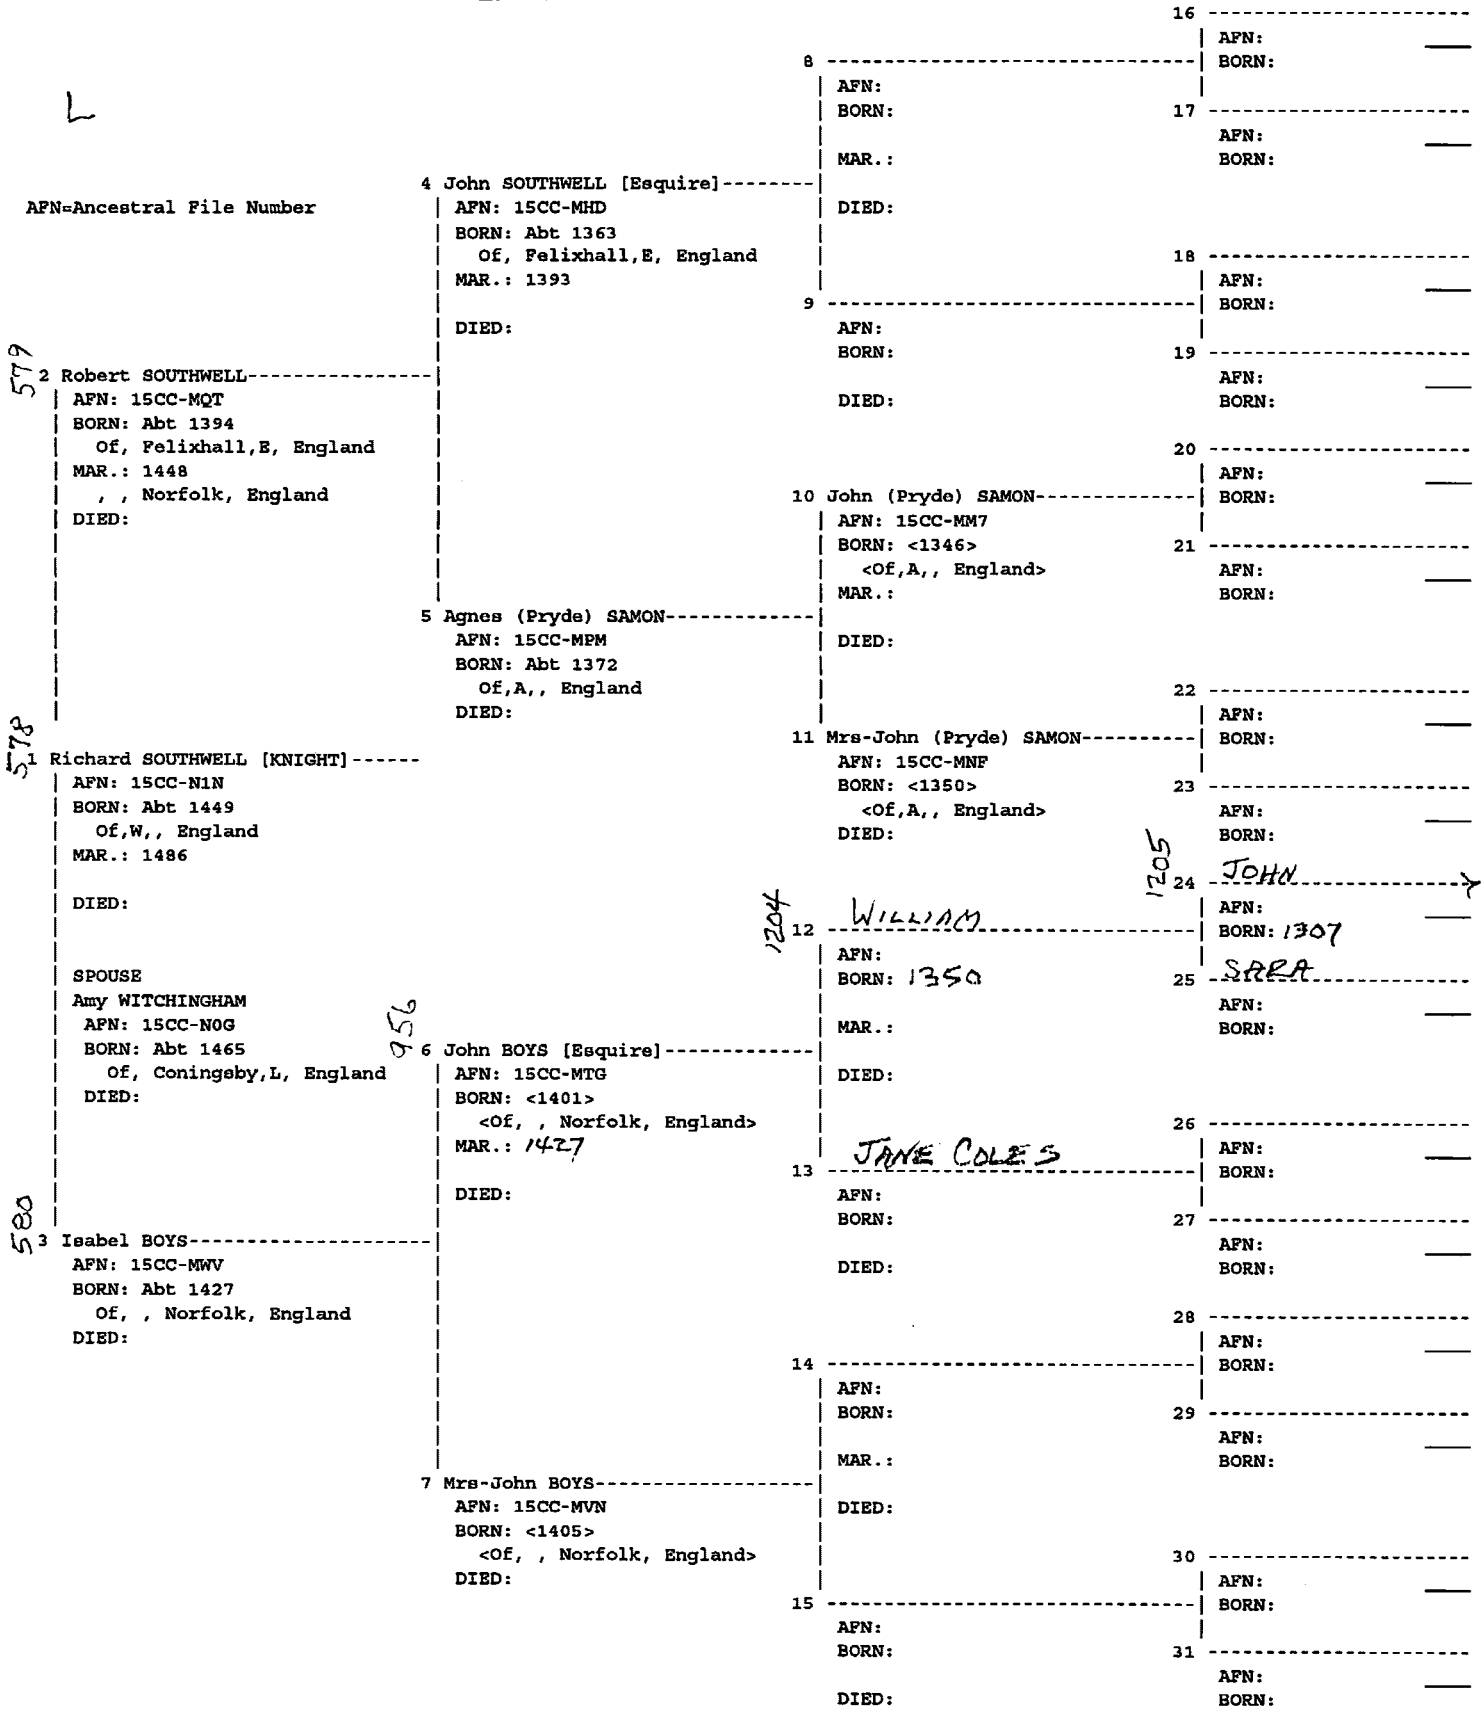 L
AFN=Ancestral File Number
579
2 Robert SOUTHWELL
AFN: 15CC-MQT
BORN: Abt 1394
Of, Felixhall,E, England
MAR.: 1448
, , Norfolk, England
DIED:
578
1 Richard SOUTHWELL [KNIGHT]
AFN: 15CC-N1N
BORN: Abt 1449
Of,W,, England
MAR.: 1486
DIED:
SPOUSE
Amy WITCHINGHAM
AFN: 15CC-N0G
BORN: Abt 1465
Of, Coningsby,L, England
DIED:
580
3 Isabel BOYS
AFN: 15CC-MWV
BORN: Abt 1427
Of, , Norfolk, England
DIED:
4 John SOUTHWELL [Esquire]
AFN: 15CC-MHD
BORN: Abt 1363
Of, Felixhall,E, England
MAR.: 1393
DIED:
5 Agnes (Pryde) SAMON
AFN: 15CC-MPM
BORN: Abt 1372
Of,A,, England
DIED:
956
6 John BOYS [Esquire]
AFN: 15CC-MTG
BORN: <1401>
<Of, , Norfolk, England>
MAR.: 1427
DIED:
7 Mrs-John BOYS
AFN: 15CC-MVN
BORN: <1405>
<Of, , Norfolk, England>
DIED:
8
AFN:
BORN:
MAR.:
DIED:
9
AFN:
BORN:
DIED:
10 John (Pryde) SAMON
AFN: 15CC-MM7
BORN: <1346>
<Of,A,, England>
MAR.:
DIED:
11 Mrs-John (Pryde) SAMON
AFN: 15CC-MNF
BORN: <1350>
<Of,A,, England>
DIED:
1204
12 WILLIAM
AFN:
BORN: 1350
MAR.:
DIED:
13 JANE COLES
AFN:
BORN:
DIED:
14
AFN:
BORN:
MAR.:
DIED:
15
AFN:
BORN:
DIED:
16
AFN:
BORN:
17
AFN:
BORN:
18
AFN:
BORN:
19
AFN:
BORN:
20
AFN:
BORN:
21
AFN:
BORN:
22
AFN:
BORN:
23
AFN:
BORN:
1205
24 JOHN
AFN:
BORN: 1307
25 SARA
AFN:
BORN:
26
AFN:
BORN:
27
AFN:
BORN:
28
AFN:
BORN:
29
AFN:
BORN:
30
AFN:
BORN:
31
AFN:
BORN: